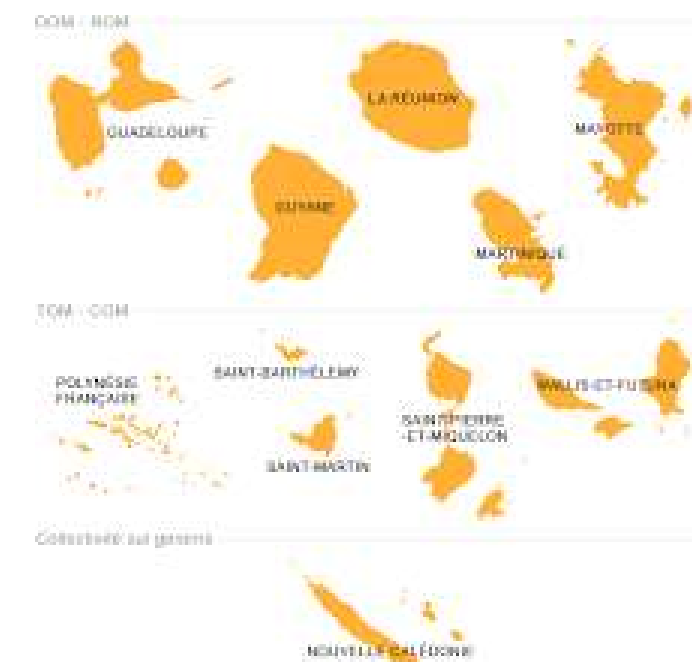 DOM - ROM
LA RÉUNION
GUADELOUPE
MAYOTTE
GUYANE
MARTINIQUE
TOM - COM
SAINT-BARTHÉLEMY
POLYNÉSIE
FRANÇAISE
WALLIS-ET-FUTUNA
SAINT-PIERRE
-ET-MIQUELON
SAINT-MARTIN
Collectivité sui generis
NOUVELLE CALÉDONIE